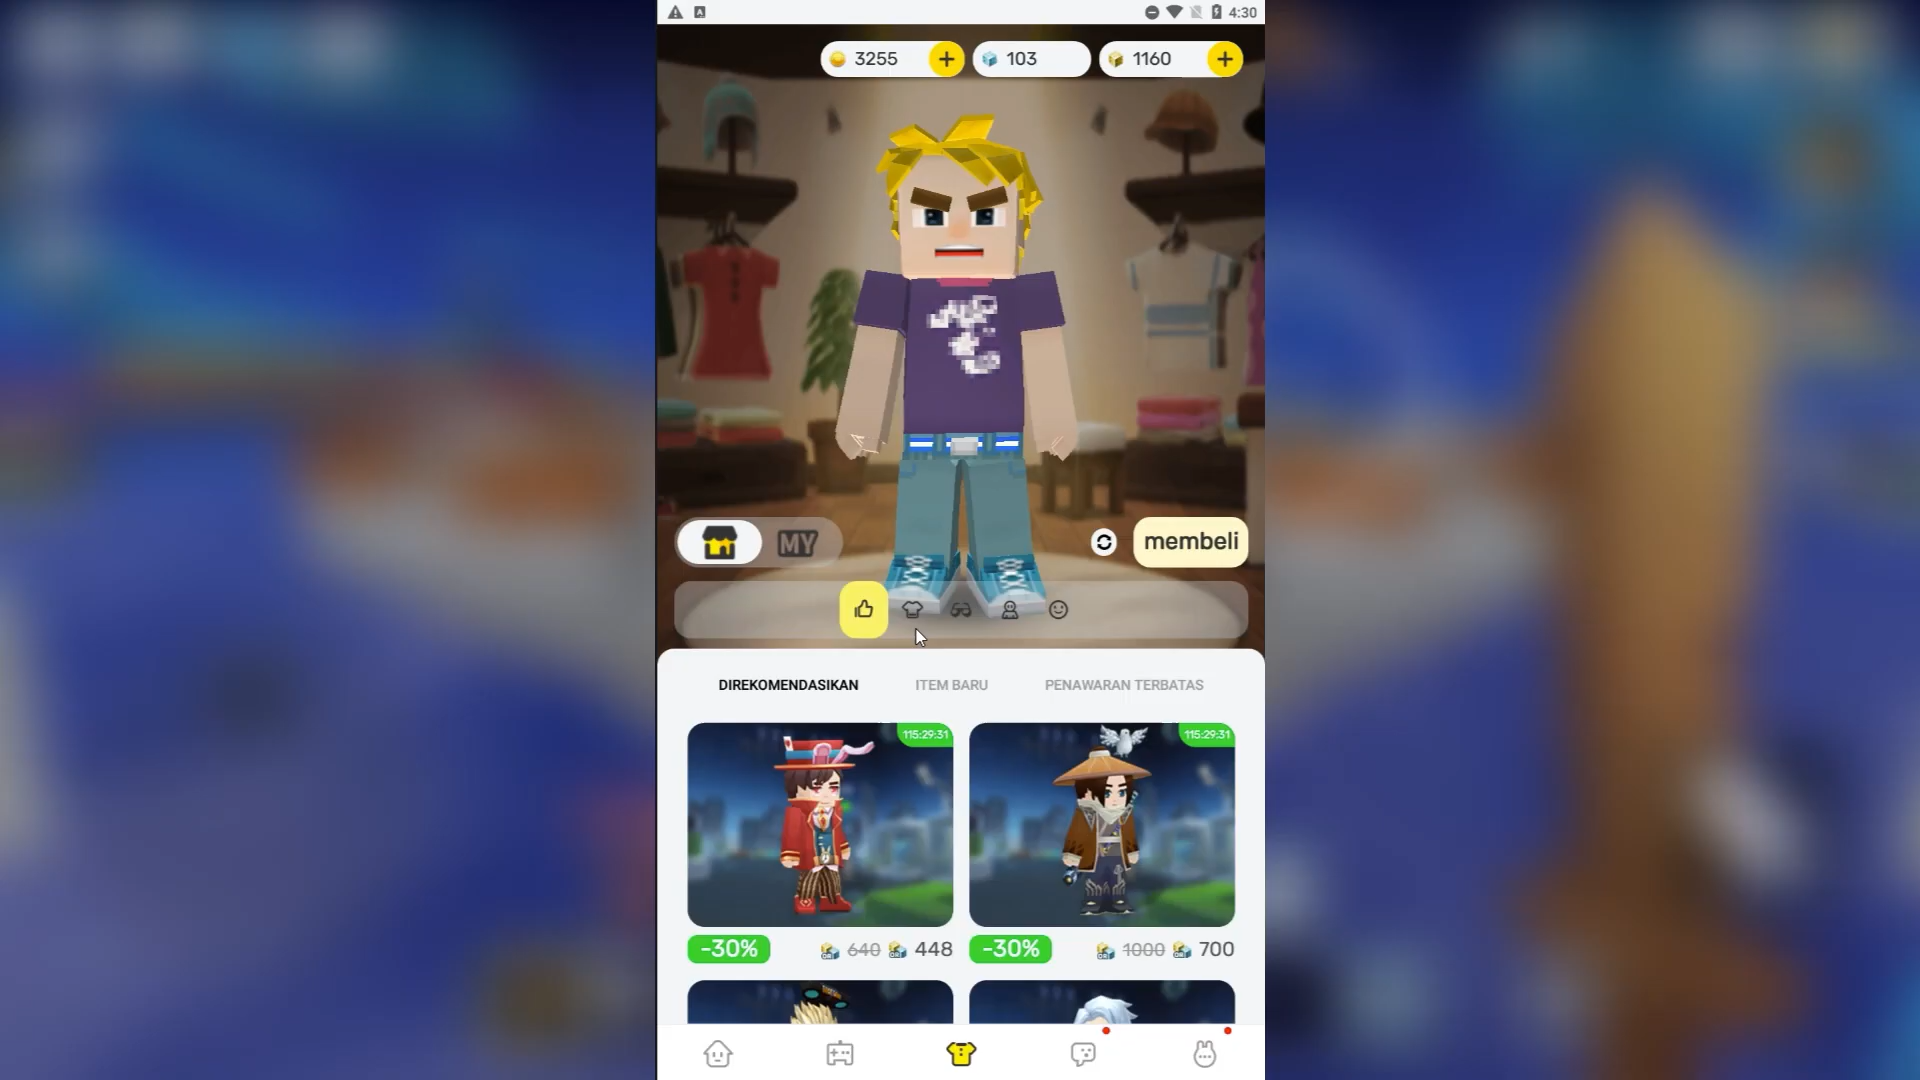 4:30
3255 103 1160
MY
membeli
DIREKOMENDASIKAN ITEM BARU PENAWARAN TERBATAS
115:29:31 115:29:31
-30% 640 448 -30% 1000 700